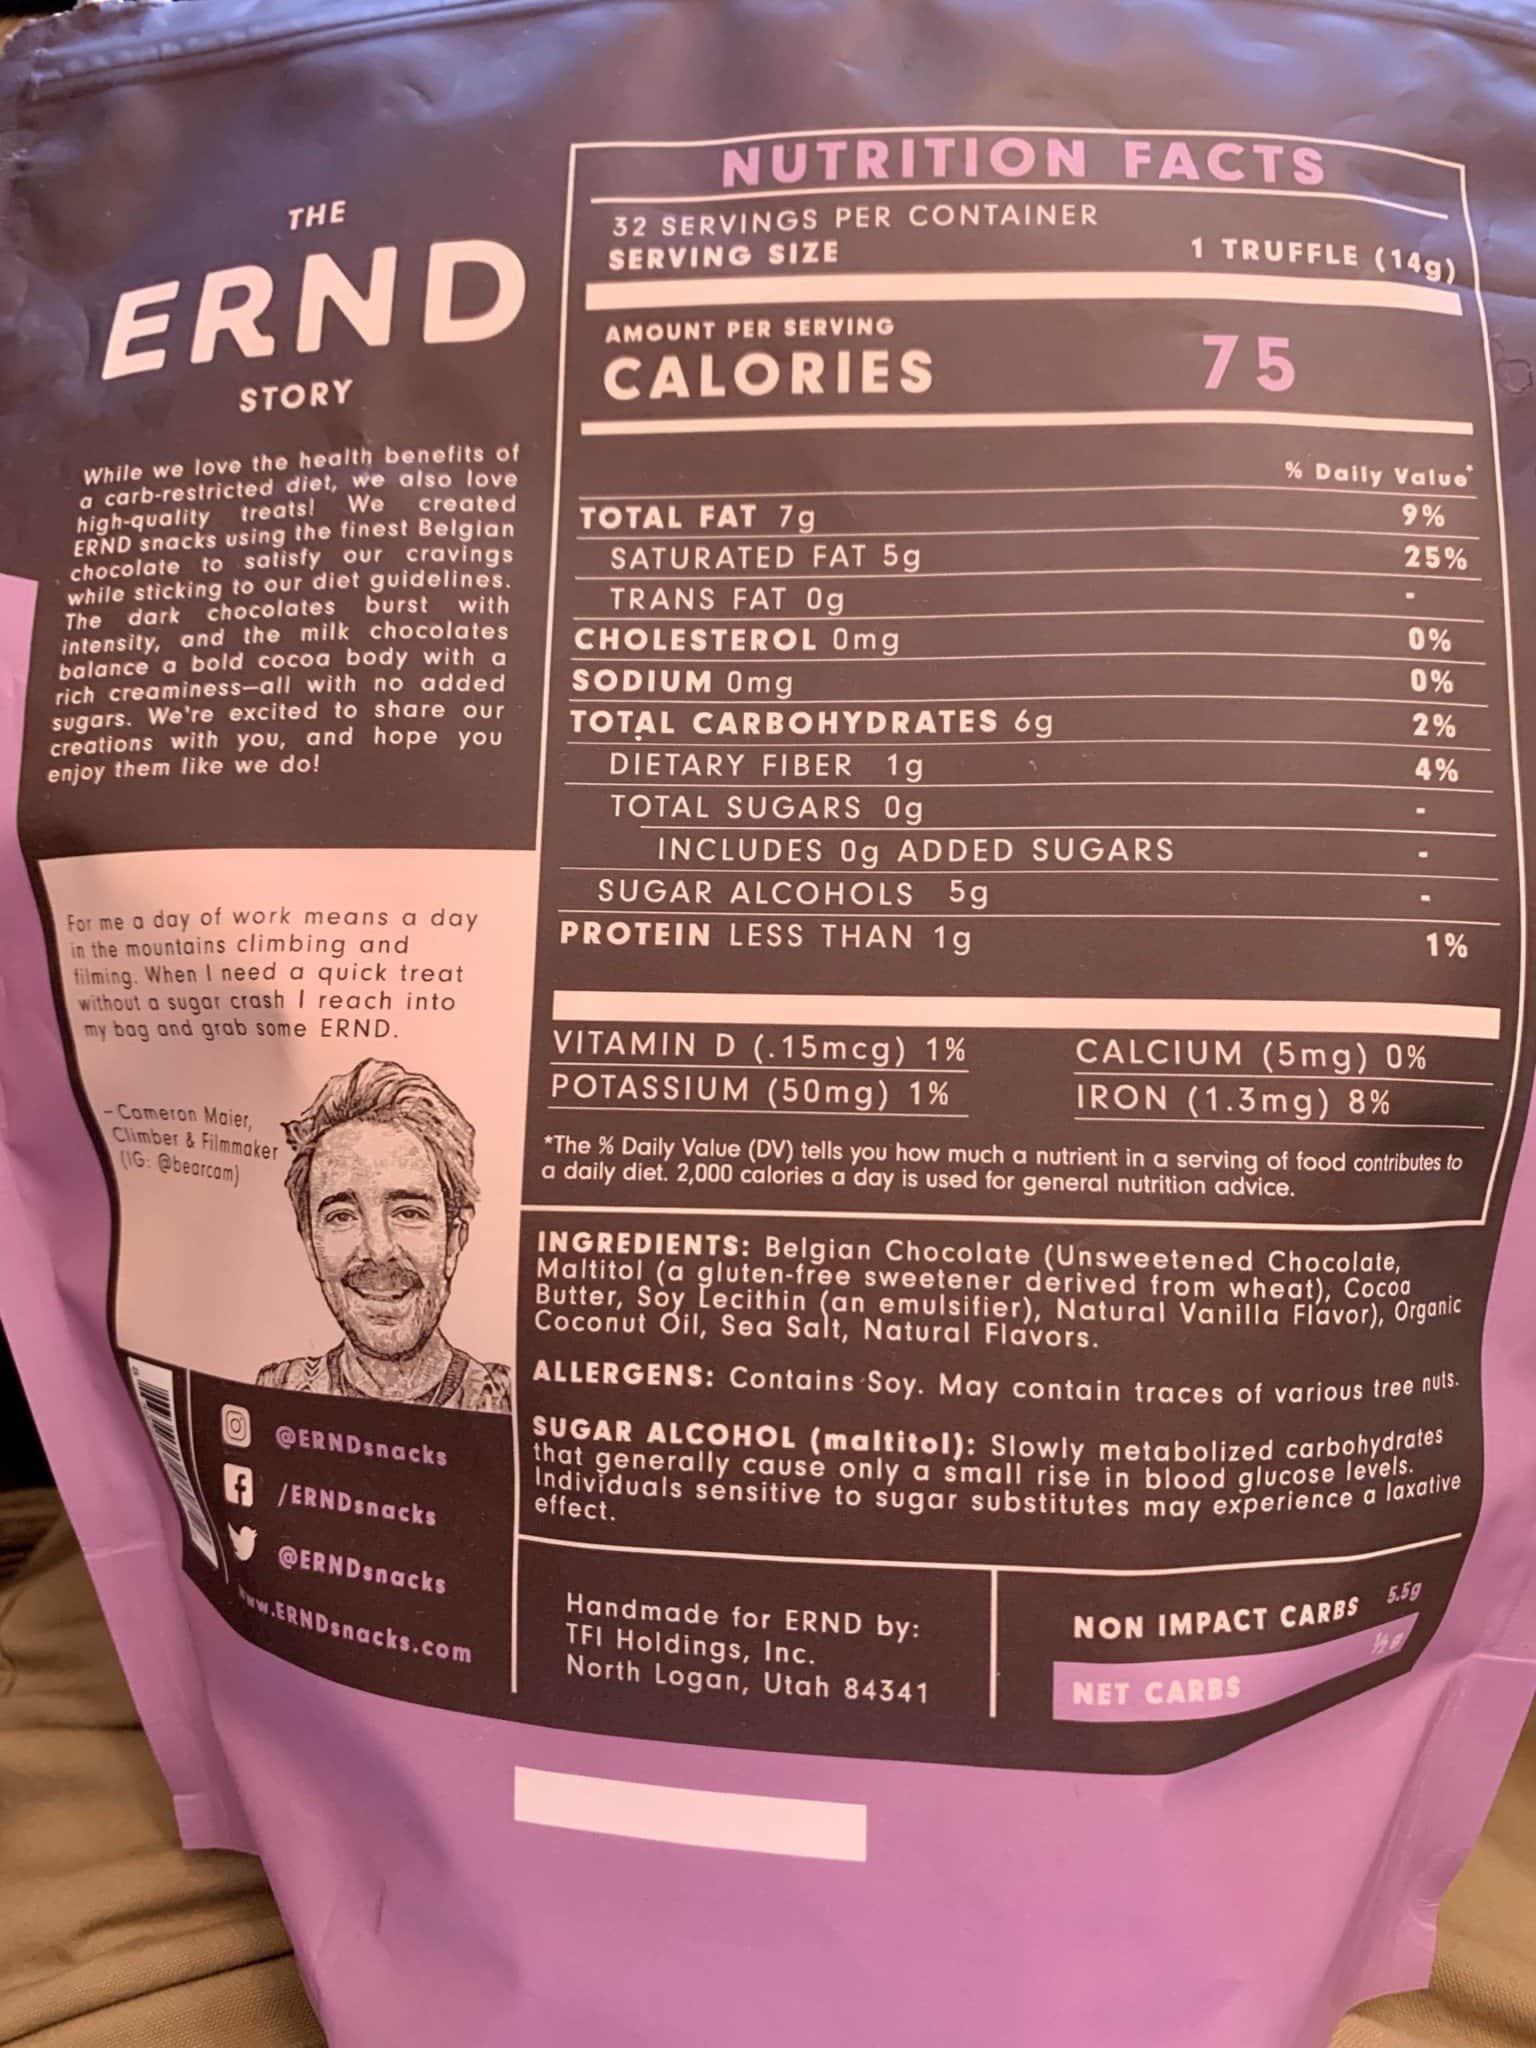 THE
ERND
STORY
While we love the health benefits of
a carb-restricted diet, we also love
high-quality treats! We created
ERND snacks using the finest Belgian
chocolate to satisfy our cravings
while sticking to our diet guidelines.
The dark chocolates burst with
intensity, and the milk chocolates
balance a bold cocoa body with a
rich creaminess—all with no added
sugars. We're excited to share our
creations with you, and hope you
enjoy them like we do!
For me a day of work means a day
in the mountains climbing and
filming. When I need a quick treat
without a sugar crash I reach into
my bag and grab some ERND.
– Cameron Maier,
Climber & Filmmaker
(IG: @bearcam)
@ERNDsnacks
/ERNDsnacks
@ERNDsnacks
www.ERNDsnacks.com
NUTRITION FACTS
32 SERVINGS PER CONTAINER
SERVING SIZE 1 TRUFFLE (14g)
AMOUNT PER SERVING
CALORIES 75
% Daily Value*
TOTAL FAT 7g 9%
SATURATED FAT 5g 25%
TRANS FAT 0g -
CHOLESTEROL 0mg 0%
SODIUM 0mg 0%
TOTAL CARBOHYDRATES 6g 2%
DIETARY FIBER 1g 4%
TOTAL SUGARS 0g -
INCLUDES 0g ADDED SUGARS -
SUGAR ALCOHOLS 5g -
PROTEIN LESS THAN 1g 1%
VITAMIN D (.15mcg) 1% CALCIUM (5mg) 0%
POTASSIUM (50mg) 1% IRON (1.3mg) 8%
*The % Daily Value (DV) tells you how much a nutrient in a serving of food contributes to
a daily diet. 2,000 calories a day is used for general nutrition advice.
INGREDIENTS: Belgian Chocolate (Unsweetened Chocolate,
Maltitol (a gluten-free sweetener derived from wheat), Cocoa
Butter, Soy Lecithin (an emulsifier), Natural Vanilla Flavor), Organic
Coconut Oil, Sea Salt, Natural Flavors.
ALLERGENS: Contains Soy. May contain traces of various tree nuts.
SUGAR ALCOHOL (maltitol): Slowly metabolized carbohydrates
that generally cause only a small rise in blood glucose levels.
Individuals sensitive to sugar substitutes may experience a laxative
effect.
Handmade for ERND by:
TFI Holdings, Inc.
North Logan, Utah 84341
NON IMPACT CARBS 5.5g
NET CARBS ½ g